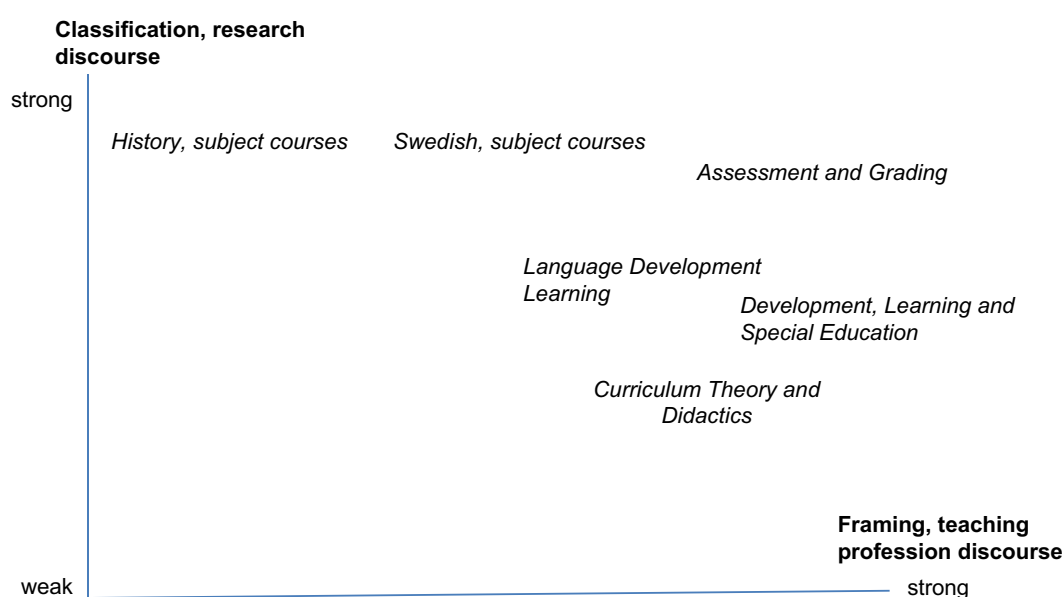 Classification, research
discourse
strong
History, subject courses
Swedish, subject courses
Assessment and Grading
Language Development
Learning
Development, Learning and
Special Education
Curriculum Theory and
Didactics
Framing, teaching
profession discourse
weak
strong